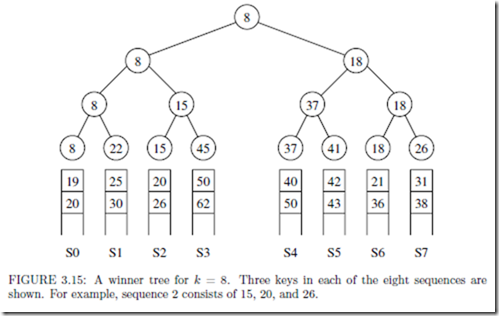 8
8 18
8 15 37 18
8 22 15 45 37 41 18 26
19 25 20 50 40 42 21 31
20 30 26 62 50 43 36 38
S0 S1 S2 S3 S4 S5 S6 S7
FIGURE 3.15: A winner tree for k = 8. Three keys in each of the eight sequences are
shown. For example, sequence 2 consists of 15, 20, and 26.